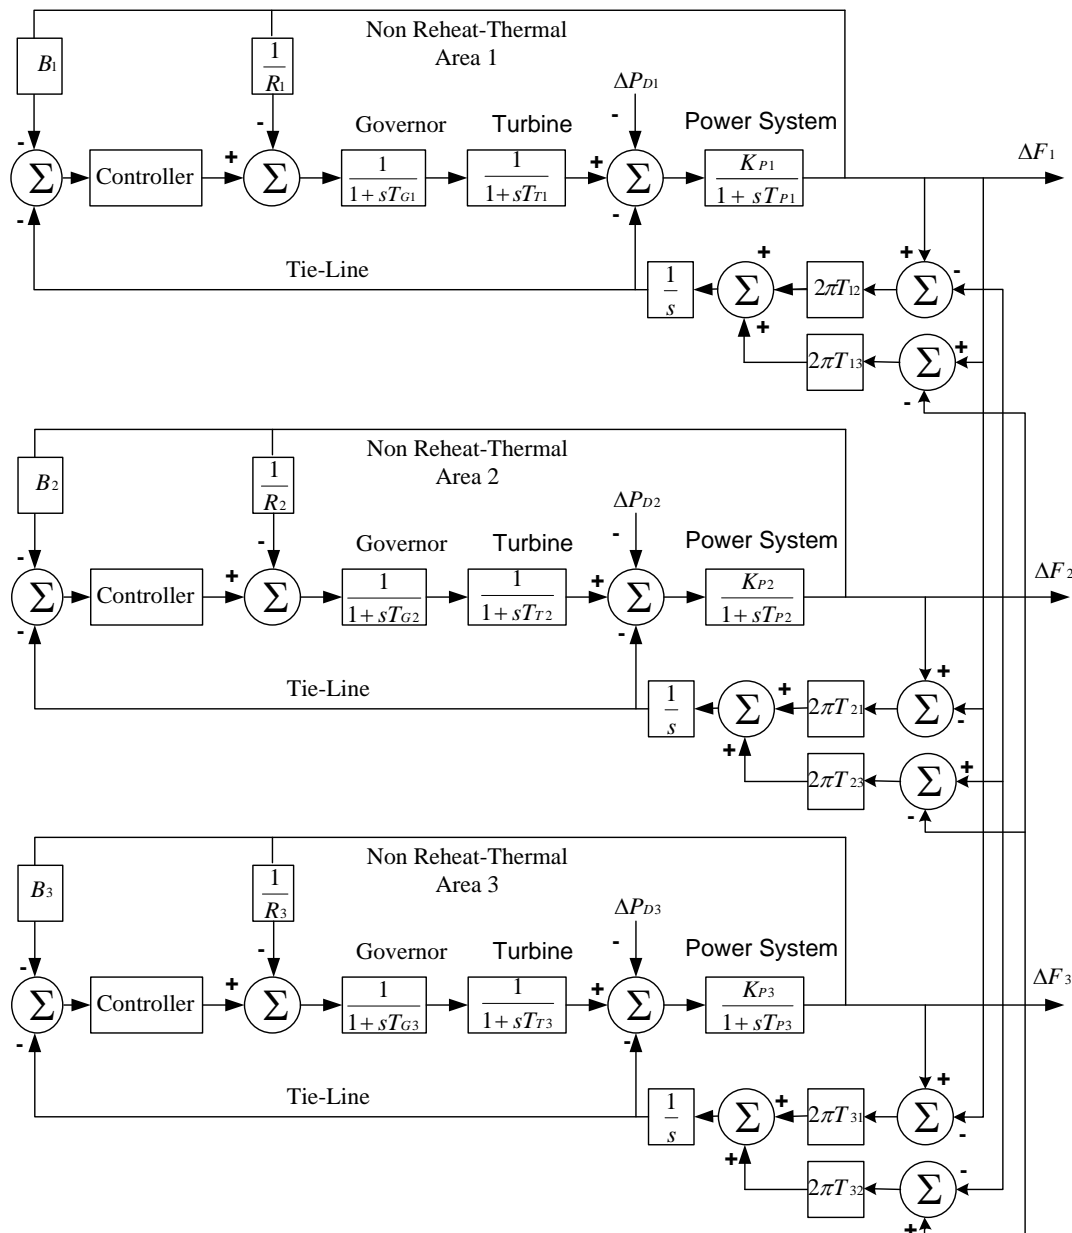 Non Reheat-Thermal
Area 1
B1
1
R1
ΔPD1
-
-
-
Governor
Turbine
Power System
Σ
Controller
+
Σ
1
1 + sTG1
1
1 + sTT1
+
Σ
KP1
1 + sTP1
ΔF1
-
-
Tie-Line
1
s
+
Σ
+
2πT12
+
Σ
-
2πT13
Σ
+
-
Non Reheat-Thermal
Area 2
B2
1
R2
ΔPD2
-
-
-
Governor
Turbine
Power System
Σ
Controller
+
Σ
1
1 + sTG2
1
1 + sTT2
+
Σ
KP2
1 + sTP2
ΔF2
-
-
Tie-Line
1
s
Σ
+
+
2πT21
+
Σ
-
2πT23
Σ
+
-
Non Reheat-Thermal
Area 3
B3
1
R3
ΔPD3
-
-
-
Governor
Turbine
Power System
Σ
Controller
+
Σ
1
1 + sTG3
1
1 + sTT3
+
Σ
KP3
1 + sTP3
ΔF3
-
-
Tie-Line
1
s
Σ
+
+
2πT31
+
Σ
-
2πT32
Σ
-
+